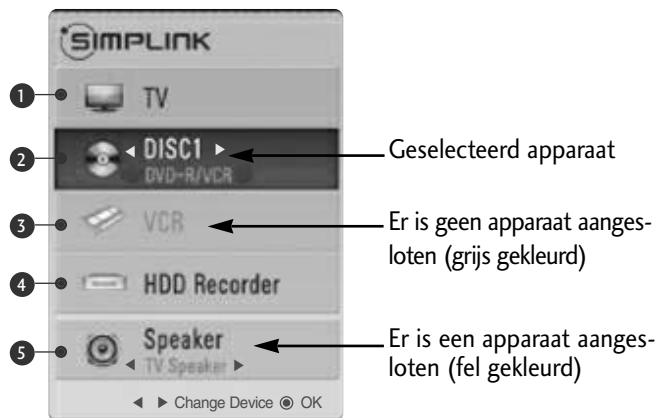 SIMPLINK
1 TV
2 ◀ DISC1 ▶ Geselecteerd apparaat
DVD-R/VCR
3 VCR Er is geen apparaat aanges-
loten (grijs gekleurd)
4 HDD Recorder
5 Speaker Er is een apparaat aanges-
◀ TV Speaker ▶ loten (fel gekleurd)
◀ ▶ Change Device ◉ OK